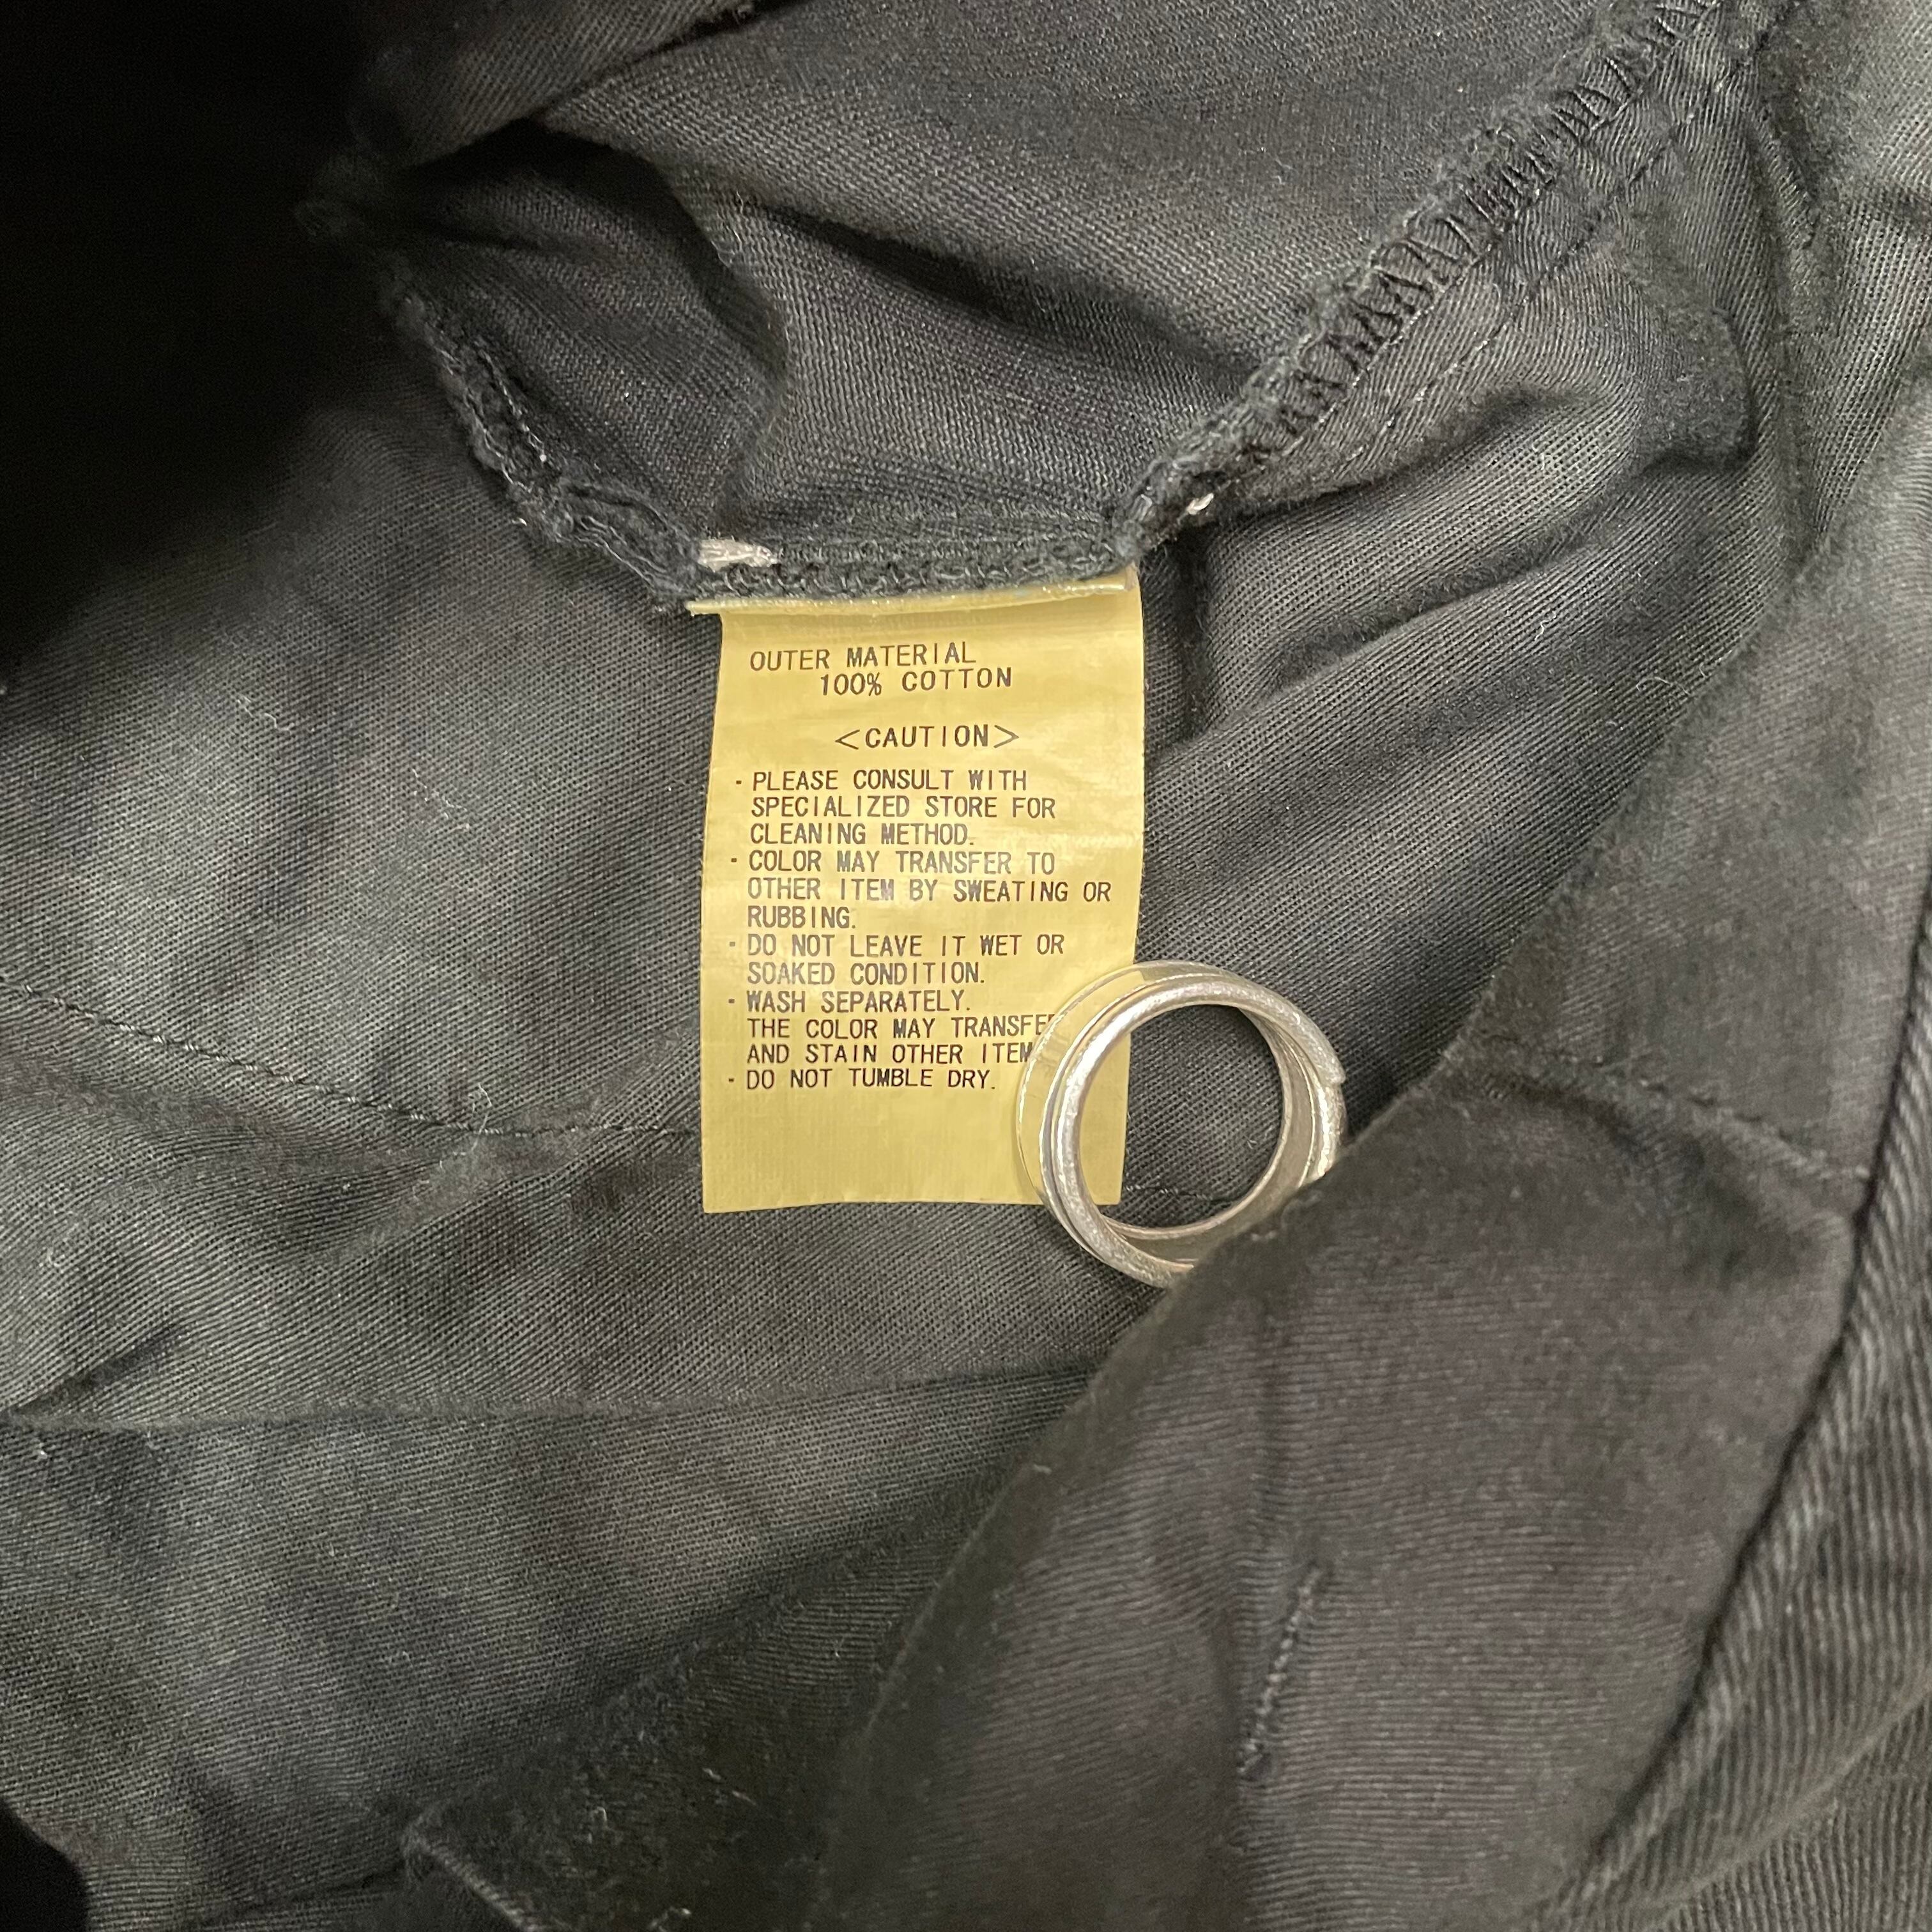 OUTER MATERIAL
100% COTTON
<CAUTION>
・PLEASE CONSULT WITH
SPECIALIZED STORE FOR
CLEANING METHOD.
・COLOR MAY TRANSFER TO
OTHER ITEM BY SWEATING OR
RUBBING.
・DO NOT LEAVE IT WET OR
SOAKED CONDITION.
・WASH SEPARATELY.
THE COLOR MAY TRANSFE
AND STAIN OTHER ITEM
・DO NOT TUMBLE DRY.